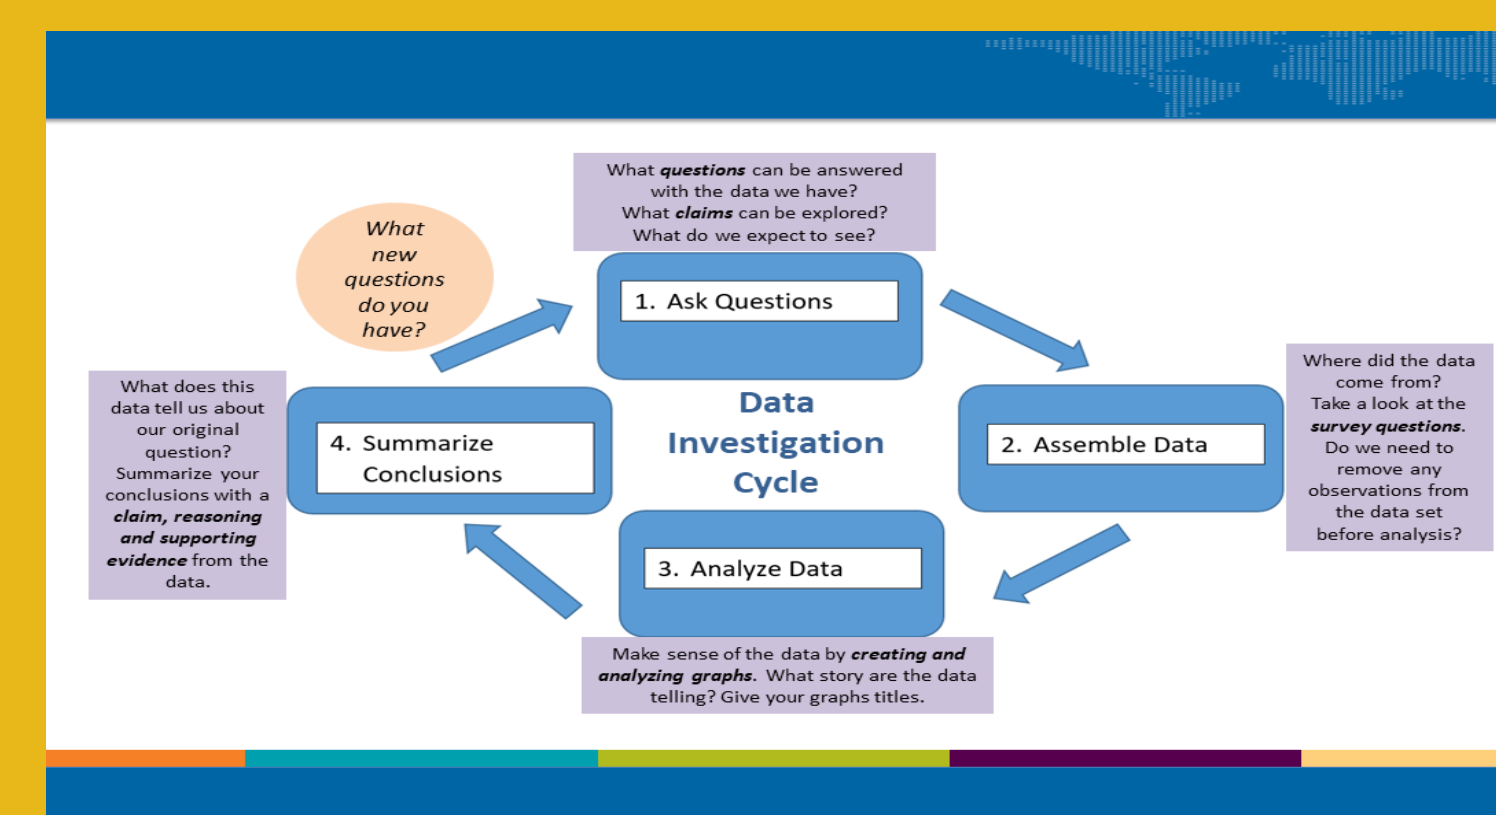 What questions can be answered
with the data we have?
What claims can be explored?
What do we expect to see?
What
new
questions
do you
have?
1. Ask Questions
Where did the data
come from?
Take a look at the
survey questions.
Do we need to
remove any
observations from
the data set
before analysis?
What does this
data tell us about
our original
question?
Summarize your
conclusions with a
claim, reasoning
and supporting
evidence from the
data.
Data
Investigation
Cycle
4. Summarize
Conclusions
2. Assemble Data
3. Analyze Data
Make sense of the data by creating and
analyzing graphs. What story are the data
telling? Give your graphs titles.